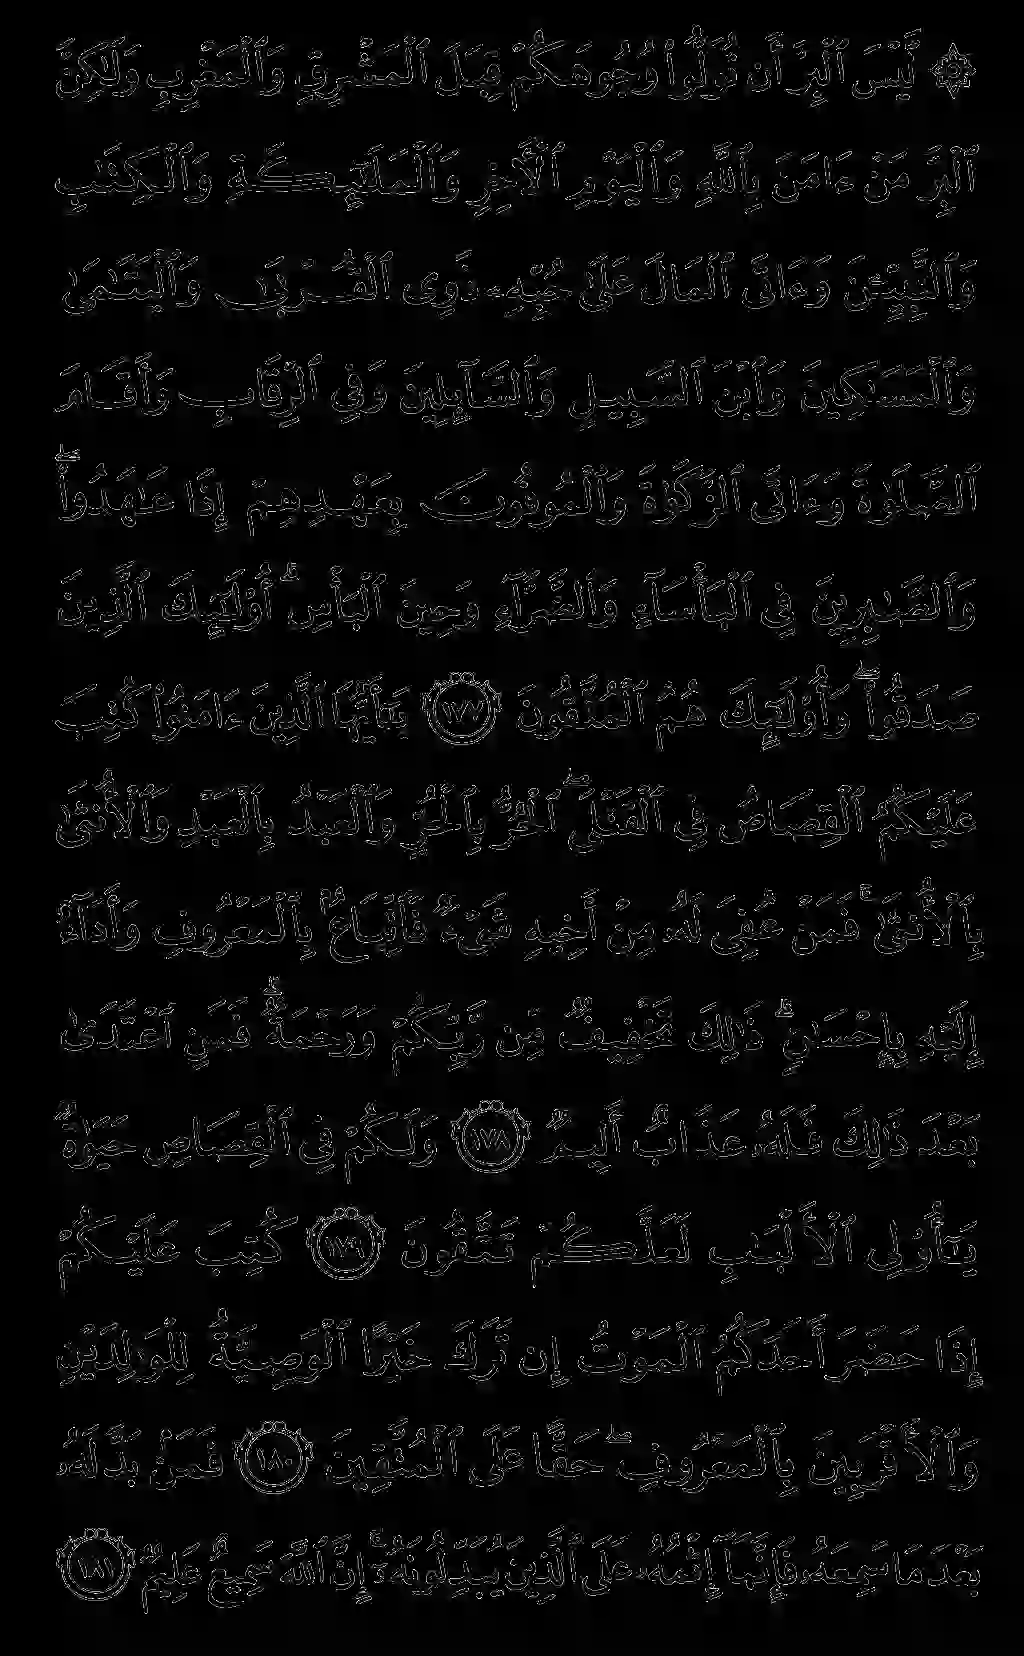 ۞ لَّيْسَ ٱلْبِرَّ أَن تُوَلُّوا۟ وُجُوهَكُمْ قِبَلَ ٱلْمَشْرِقِ وَٱلْمَغْرِبِ وَلَـٰكِنَّ
ٱلْبِرَّ مَنْ ءَامَنَ بِٱللَّهِ وَٱلْيَوْمِ ٱلْـَٔاخِرِ وَٱلْمَلَـٰٓئِكَةِ وَٱلْكِتَـٰبِ
وَٱلنَّبِيِّـۧنَ وَءَاتَى ٱلْمَالَ عَلَىٰ حُبِّهِۦ ذَوِى ٱلْقُرْبَىٰ وَٱلْيَتَـٰمَىٰ
وَٱلْمَسَـٰكِينَ وَٱبْنَ ٱلسَّبِيلِ وَٱلسَّآئِلِينَ وَفِى ٱلرِّقَابِ وَأَقَامَ
ٱلصَّلَوٰةَ وَءَاتَى ٱلزَّكَوٰةَ وَٱلْمُوفُونَ بِعَهْدِهِمْ إِذَا عَـٰهَدُوا۟ ۖ
وَٱلصَّـٰبِرِينَ فِى ٱلْبَأْسَآءِ وَٱلضَّرَّآءِ وَحِينَ ٱلْبَأْسِ ۗ أُو۟لَـٰٓئِكَ ٱلَّذِينَ
صَدَقُوا۟ ۖ وَأُو۟لَـٰٓئِكَ هُمُ ٱلْمُتَّقُونَ ١٧٧ يَـٰٓأَيُّهَا ٱلَّذِينَ ءَامَنُوا۟ كُتِبَ
عَلَيْكُمُ ٱلْقِصَاصُ فِى ٱلْقَتْلَى ۖ ٱلْحُرُّ بِٱلْحُرِّ وَٱلْعَبْدُ بِٱلْعَبْدِ وَٱلْأُنثَىٰ
بِٱلْأُنثَىٰ ۚ فَمَنْ عُفِىَ لَهُۥ مِنْ أَخِيهِ شَىْءٌ فَٱتِّبَاعٌۢ بِٱلْمَعْرُوفِ وَأَدَآءٌ
إِلَيْهِ بِإِحْسَـٰنٍ ۗ ذَٰلِكَ تَخْفِيفٌ مِّن رَّبِّكُمْ وَرَحْمَةٌ ۗ فَمَنِ ٱعْتَدَىٰ
بَعْدَ ذَٰلِكَ فَلَهُۥ عَذَابٌ أَلِيمٌ ١٧٨ وَلَكُمْ فِى ٱلْقِصَاصِ حَيَوٰةٌ
يَـٰٓأُو۟لِى ٱلْأَلْبَـٰبِ لَعَلَّكُمْ تَتَّقُونَ ١٧٩ كُتِبَ عَلَيْكُمْ
إِذَا حَضَرَ أَحَدَكُمُ ٱلْمَوْتُ إِن تَرَكَ خَيْرًا ٱلْوَصِيَّةُ لِلْوَٰلِدَيْنِ
وَٱلْأَقْرَبِينَ بِٱلْمَعْرُوفِ ۖ حَقًّا عَلَى ٱلْمُتَّقِينَ ١٨٠ فَمَنۢ بَدَّلَهُۥ
بَعْدَ مَا سَمِعَهُۥ فَإِنَّمَآ إِثْمُهُۥ عَلَى ٱلَّذِينَ يُبَدِّلُونَهُۥٓ ۚ إِنَّ ٱللَّهَ سَمِيعٌ عَلِيمٌ ١٨١